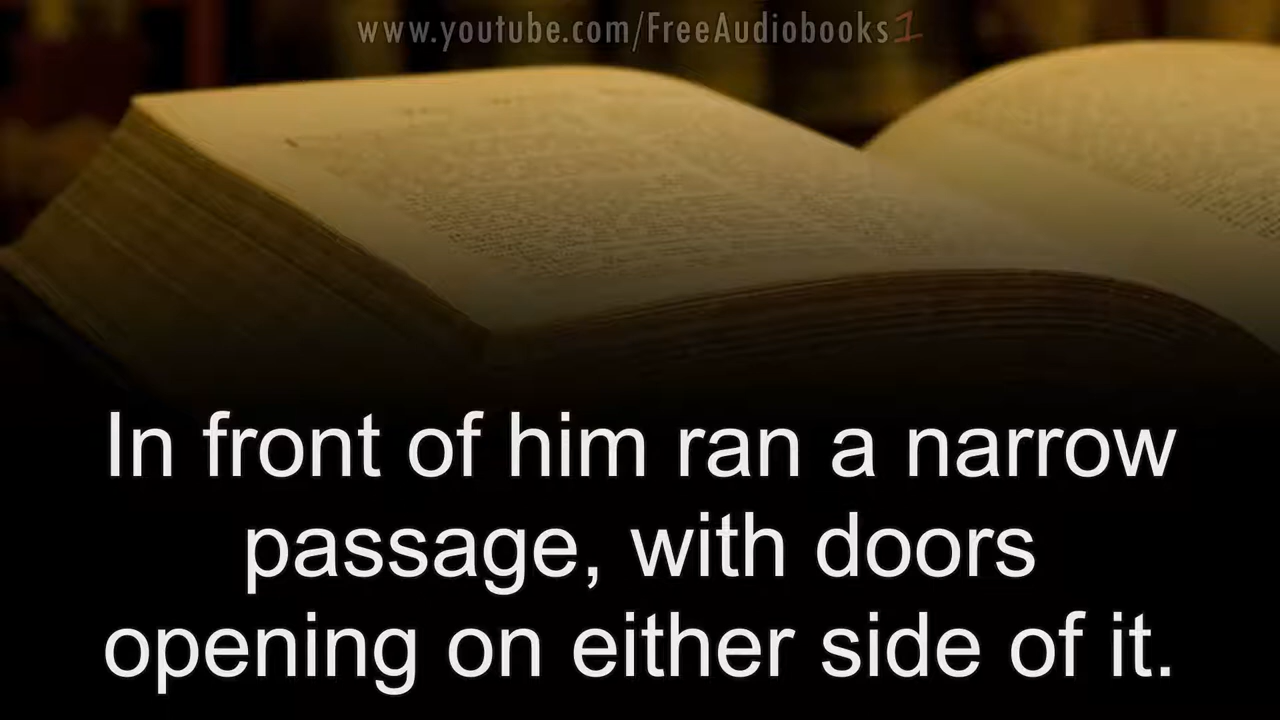 www.youtube.com/FreeAudiobooks1
In front of him ran a narrow
passage, with doors
opening on either side of it.